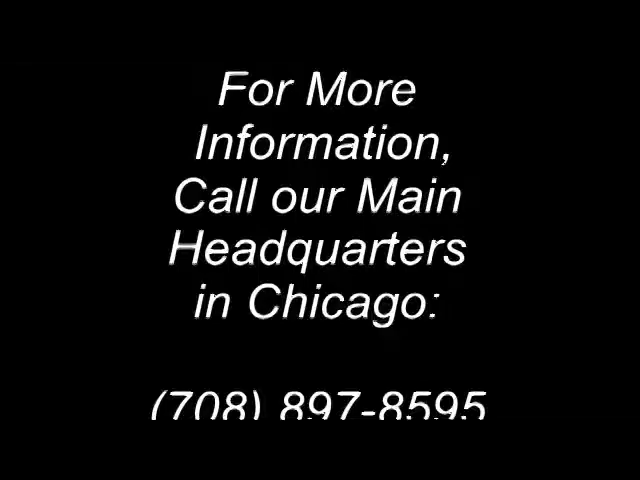 For More
Information,
Call our Main
Headquarters
in Chicago:
(708) 897-8595